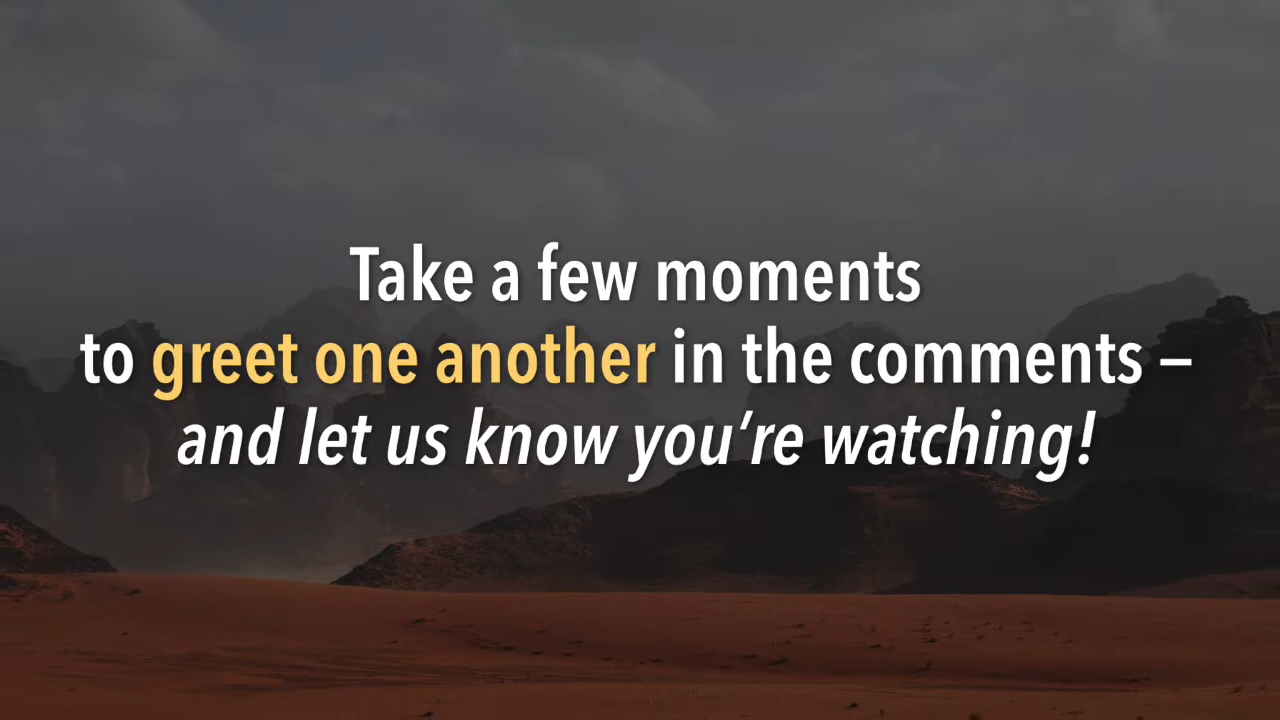 Take a few moments
to greet one another in the comments –
and let us know you’re watching!